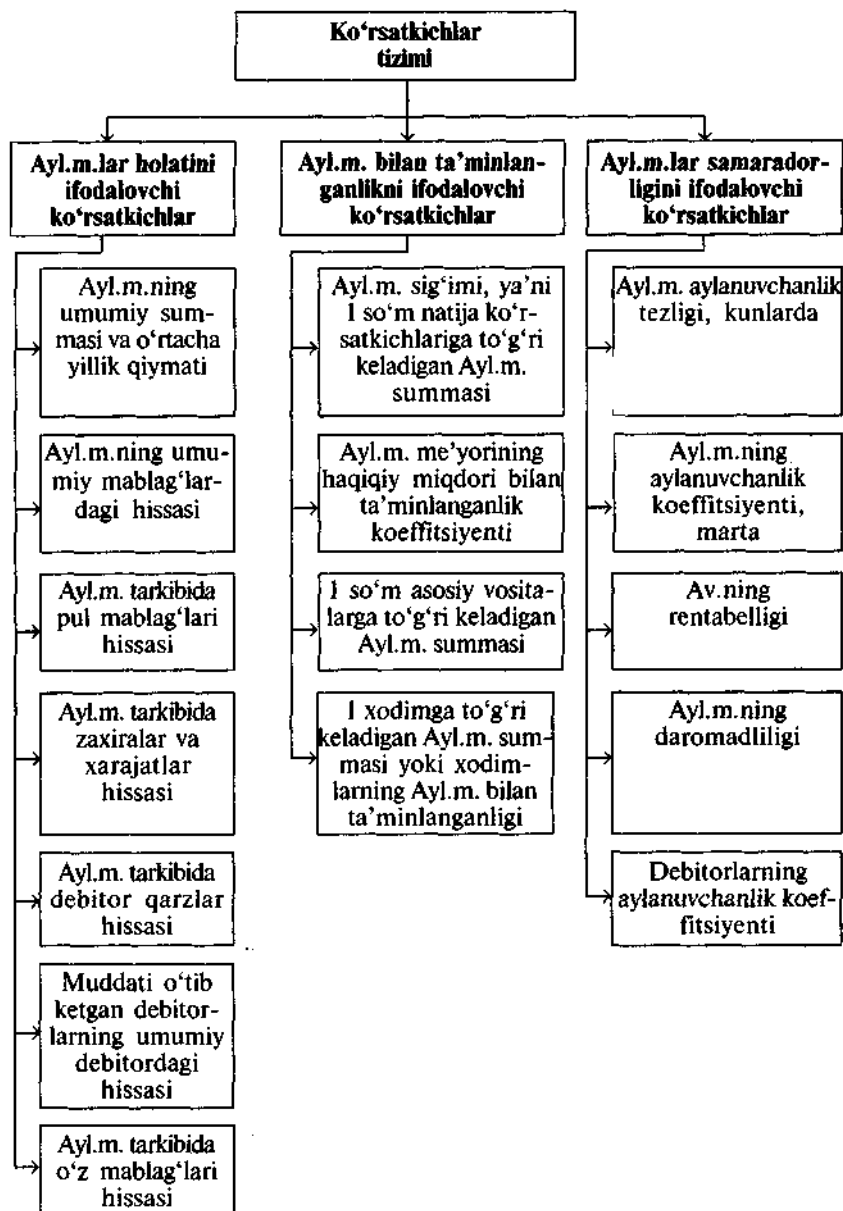 Ko‘rsatkichlar
tizimi
Ayl.m.lar holatini
ifodalovchi
ko‘rsatkichlar
Ayl.m.ning
umumiy sum-
masi va o‘rtacha
yillik qiymati
Ayl.m.ning umu-
miy mablag‘lar-
dagi hissasi
Ayl.m. tarkibida
pul mablag‘lari
hissasi
Ayl.m. tarkibida
zaxiralar va
xarajatlar
hissasi
Ayl.m. tarkibida
debitor qarzlar
hissasi
Muddati o‘tib
ketgan debitor-
larning umumiy
debitordagi
hissasi
Ayl.m. tarkibida
o‘z mablag‘lari
hissasi
Ayl.m. bilan ta’minlan-
ganlikni ifodalovchi
ko‘rsatkichlar
Ayl.m. sig‘imi, ya’ni
1 so‘m natija ko‘r-
satkichlariga to‘g‘ri
keladigan Ayl.m.
summasi
Ayl.m. me’yorining
haqiqiy miqdori bilan
ta’minlanganlik
koeffitsiyenti
1 so‘m asosiy vosita-
larga to‘g‘ri keladigan
Ayl.m. summasi
1 xodimga to‘g‘ri
keladigan Ayl.m. sum-
masi yoki xodim-
larning Ayl.m. bilan
ta’minlanganligi
Ayl.m.lar samarador-
ligini ifodalovchi
ko‘rsatkichlar
Ayl.m. aylanuvchanlik
tezligi, kunlarda
Ayl.m.ning
aylanuvchanlik
koeffitsiyenti,
marta
Av.ning
rentabelligi
Ayl.m.ning
daromadliligi
Debitorlarning
aylanuvchanlik koef-
fitsiyenti